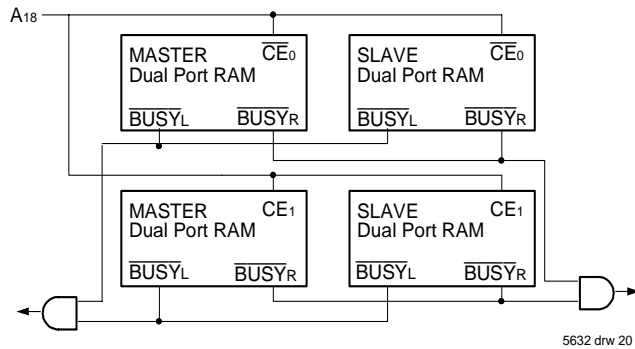 A18
MASTER
Dual Port RAM
CE0
BUSYL
BUSYR
SLAVE
Dual Port RAM
CE0
BUSYL
BUSYR
MASTER
Dual Port RAM
CE1
BUSYL
BUSYR
SLAVE
Dual Port RAM
CE1
BUSYL
BUSYR
5632 drw 20